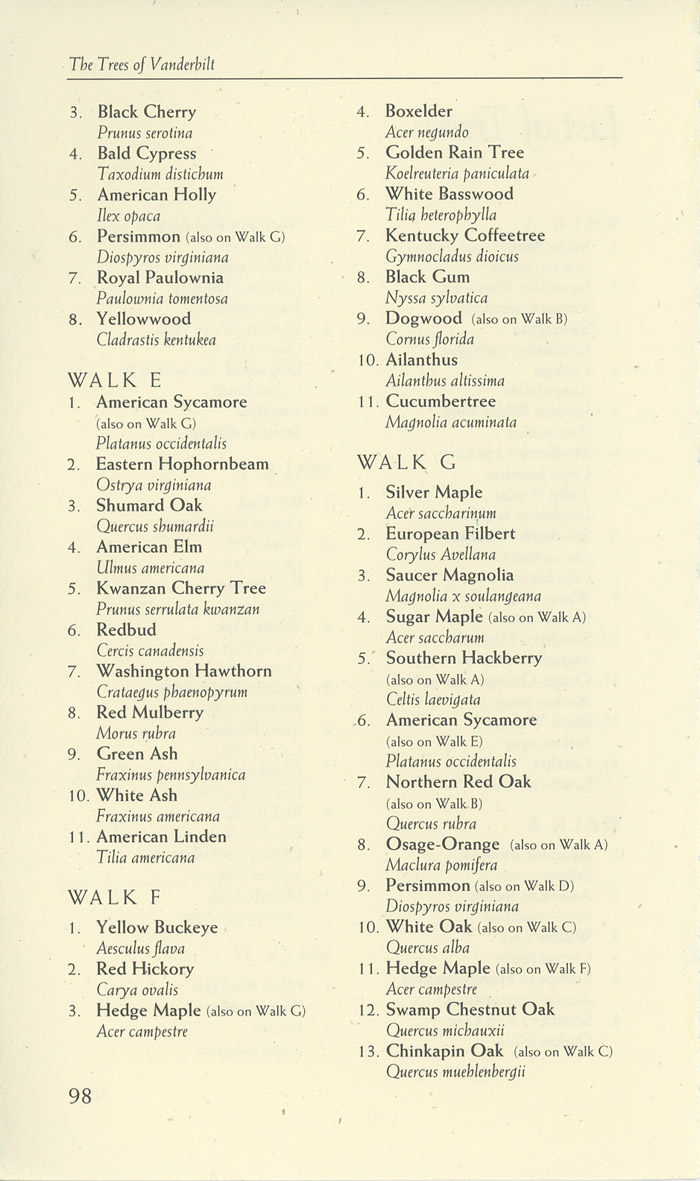 The Trees of Vanderbilt
3. Black Cherry
Prunus serotina
4. Bald Cypress
Taxodium distichum
5. American Holly
Ilex opaca
6. Persimmon (also on Walk G)
Diospyros virginiana
7. Royal Paulownia
Paulownia tomentosa
8. Yellowwood
Cladrastis kentukea
WALK E
1. American Sycamore
(also on Walk G)
Platanus occidentalis
2. Eastern Hophornbeam
Ostrya virginiana
3. Shumard Oak
Quercus shumardii
4. American Elm
Ulmus americana
5. Kwanzan Cherry Tree
Prunus serrulata kwanzan
6. Redbud
Cercis canadensis
7. Washington Hawthorn
Crataegus phaenopyrum
8. Red Mulberry
Morus rubra
9. Green Ash
Fraxinus pennsylvanica
10. White Ash
Fraxinus americana
11. American Linden
Tilia americana
WALK F
1. Yellow Buckeye
Aesculus flava
2. Red Hickory
Carya ovalis
3. Hedge Maple (also on Walk G)
Acer campestre
4. Boxelder
Acer negundo
5. Golden Rain Tree
Koelreuteria paniculata
6. White Basswood
Tilia heterophylla
7. Kentucky Coffeetree
Gymnocladus dioicus
8. Black Gum
Nyssa sylvatica
9. Dogwood (also on Walk B)
Cornus florida
10. Ailanthus
Ailanthus altissima
11. Cucumbertree
Magnolia acuminata
WALK G
1. Silver Maple
Acer saccharinum
2. European Filbert
Corylus Avellana
3. Saucer Magnolia
Magnolia x soulangeana
4. Sugar Maple (also on Walk A)
Acer saccharum
5. Southern Hackberry
(also on Walk A)
Celtis laevigata
6. American Sycamore
(also on Walk E)
Platanus occidentalis
7. Northern Red Oak
(also on Walk B)
Quercus rubra
8. Osage-Orange (also on Walk A)
Maclura pomifera
9. Persimmon (also on Walk D)
Diospyros virginiana
10. White Oak (also on Walk C)
Quercus alba
11. Hedge Maple (also on Walk F)
Acer campestre
12. Swamp Chestnut Oak
Quercus michauxii
13. Chinkapin Oak (also on Walk C)
Quercus muehlenbergii
98